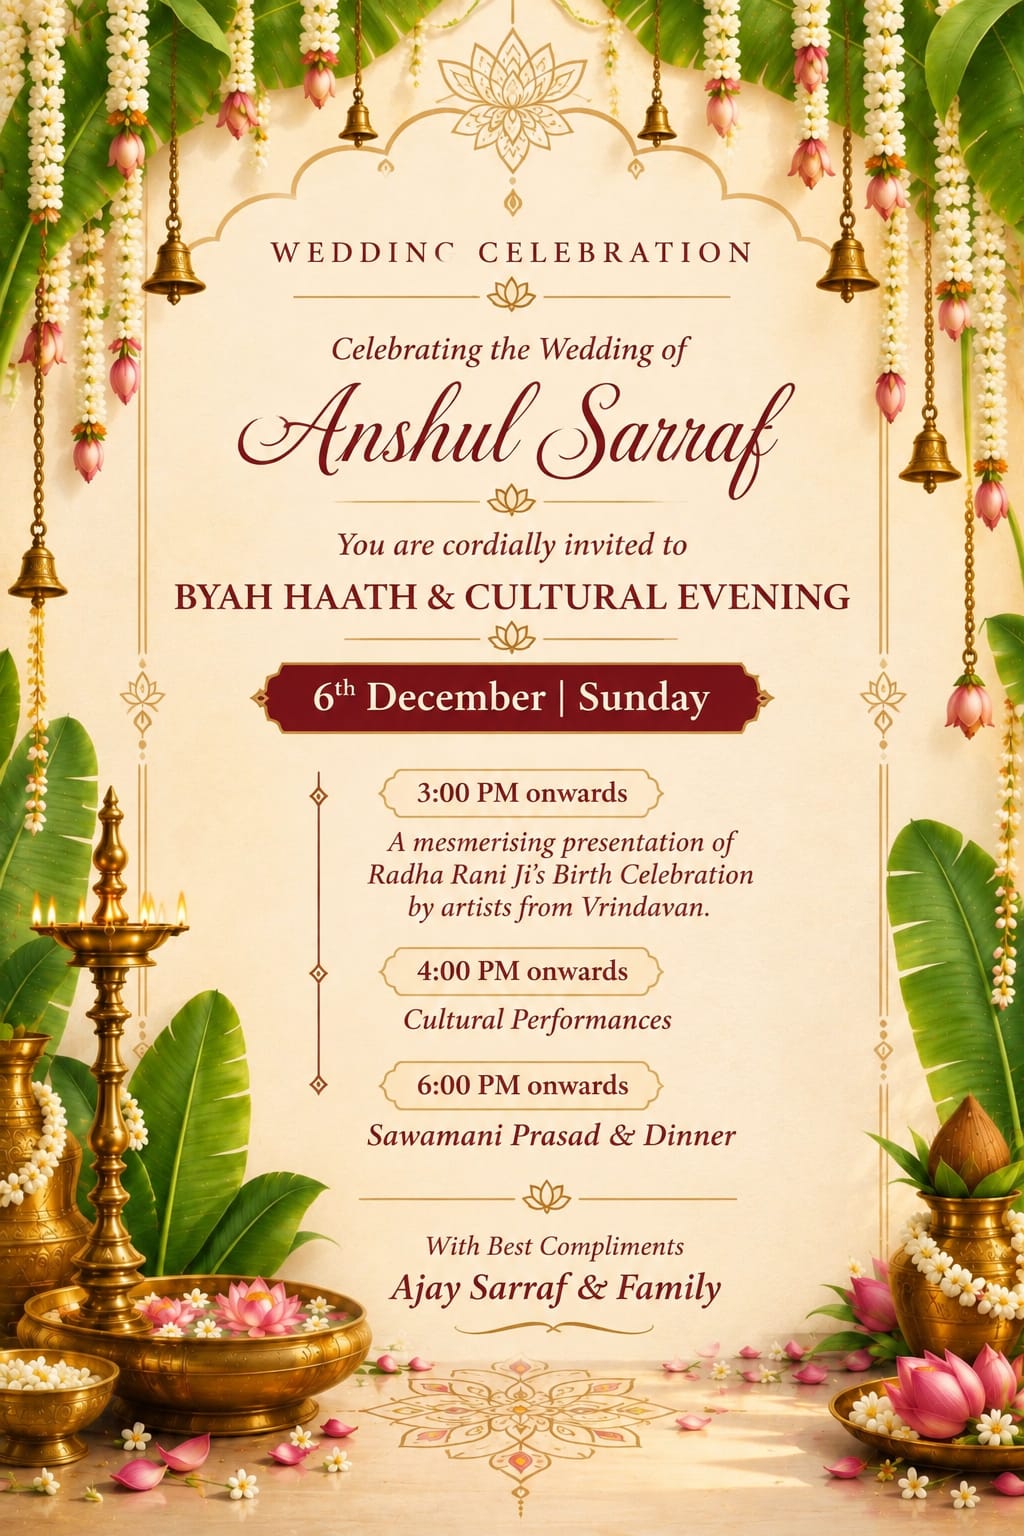 WEDDING CELEBRATION
Celebrating the Wedding of
Anshul Sarraf
You are cordially invited to
BYAH HAATH & CULTURAL EVENING
6th December | Sunday
3:00 PM onwards
A mesmerising presentation of
Radha Rani Ji's Birth Celebration
by artists from Vrindavan.
4:00 PM onwards
Cultural Performances
6:00 PM onwards
Sawamani Prasad & Dinner
With Best Compliments
Ajay Sarraf & Family